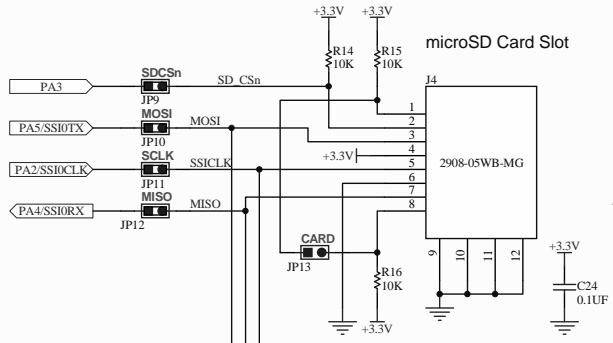 +3.3V +3.3V
R14 10K
R15 10K
microSD Card Slot
J4
PA3 SDCSn JP9 SD_CSn
PA5/SSI0TX MOSI JP10 MOSI
PA2/SSI0CLK SCLK JP11 SSICLK
PA4/SSI0RX MISO JP12 MISO
+3.3V
1
2
3
4
5
6
7
8
2908-05WB-MG
9 10 11 12
CARD
JP13
R16
10K
+3.3V
+3.3V
C24
0.1UF